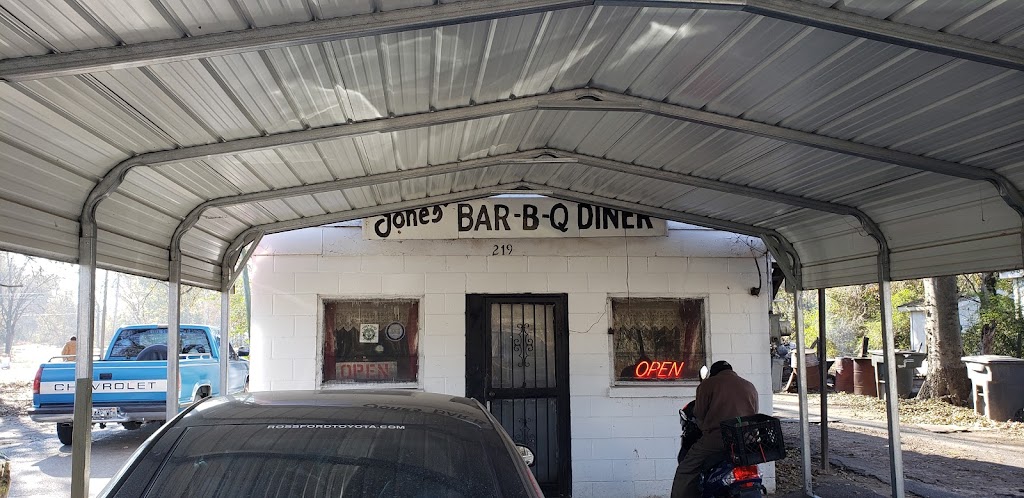 Jones' BAR-B-Q DINER
219
OPEN
OPEN
CHEVROLET
ROSSFORDTOYOTA.COM